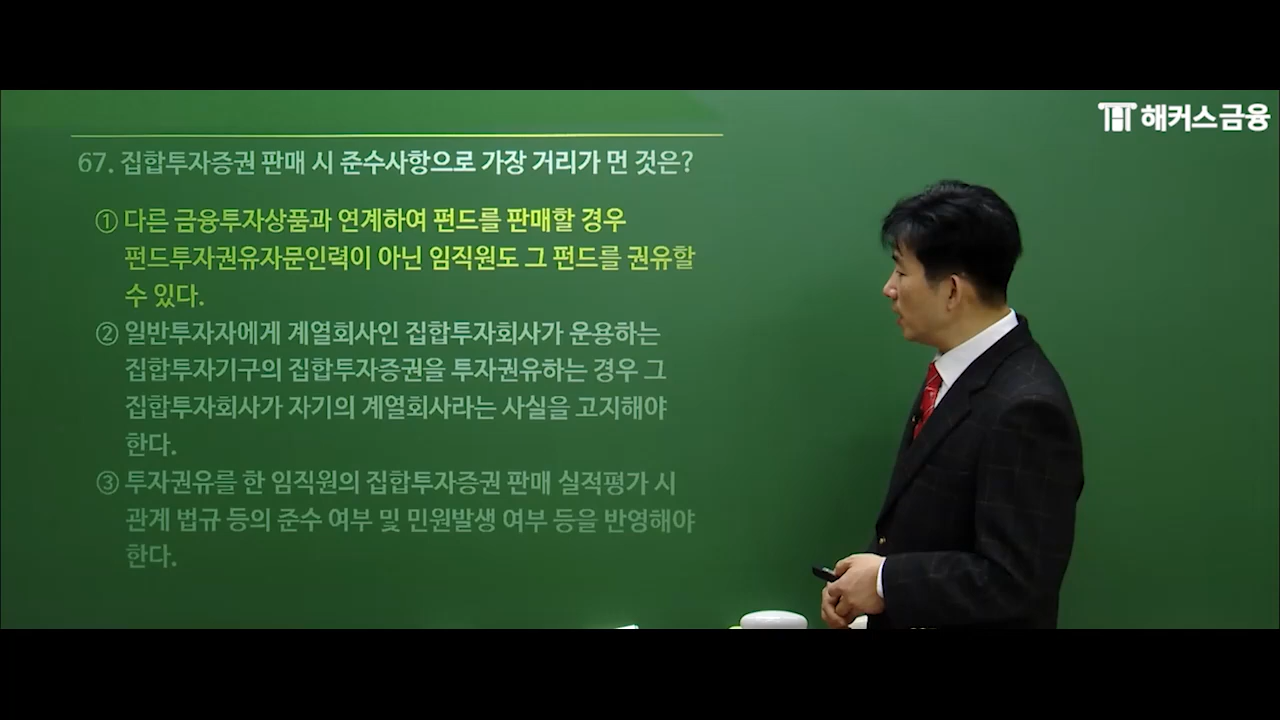 해커스금융
67. 집합투자증권 판매 시 준수사항으로 가장 거리가 먼 것은?
① 다른 금융투자상품과 연계하여 펀드를 판매할 경우
펀드투자권유자문인력이 아닌 임직원도 그 펀드를 권유할
수 있다.
② 일반투자자에게 계열회사인 집합투자회사가 운용하는
집합투자기구의 집합투자증권을 투자권유하는 경우 그
집합투자회사가 자기의 계열회사라는 사실을 고지해야
한다.
③ 투자권유를 한 임직원의 집합투자증권 판매 실적평가 시
관계 법규 등의 준수 여부 및 민원발생 여부 등을 반영해야
한다.